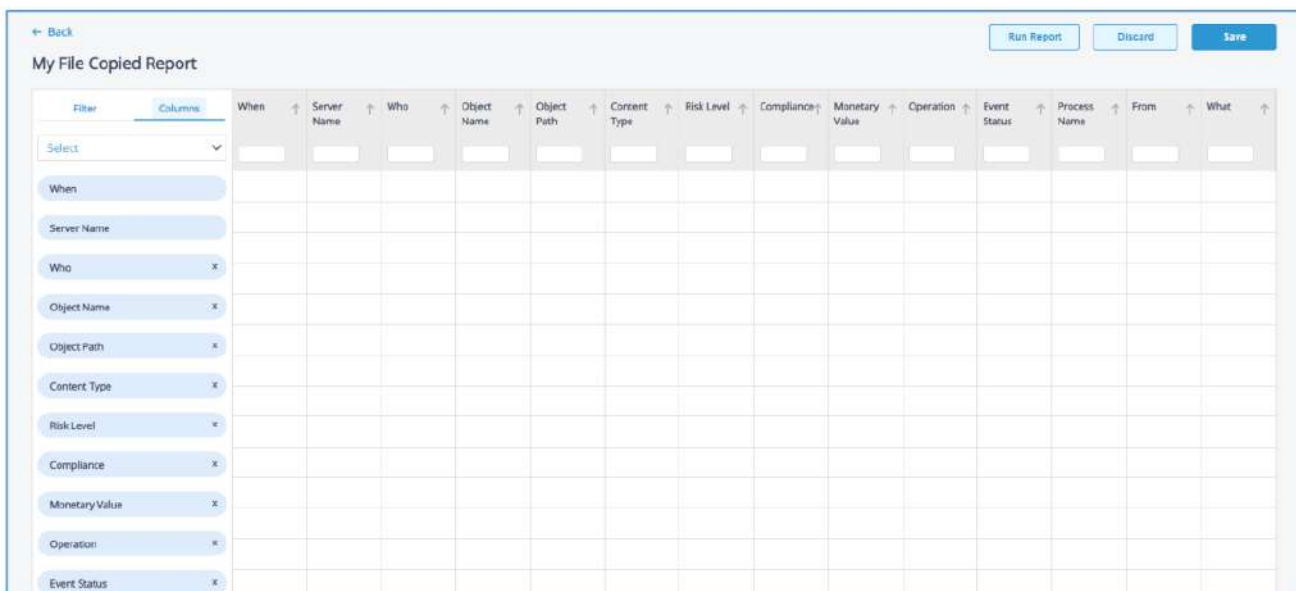 ← Back
Run Report
Discard
Save
My File Copied Report
Filter
Columns
Select
When
Server Name
Who x
Object Name x
Object Path x
Content Type x
Risk Level x
Compliance x
Monetary Value x
Operation x
Event Status x
When
Server
Name
Who
Object
Name
Object
Path
Content
Type
Risk Level
Compliance
Monetary
Value
Operation
Event
Status
Process
Name
From
What